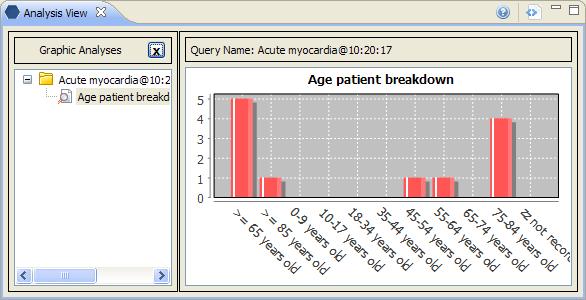 Analysis View
Graphic Analyses
x
Query Name: Acute myocardia@10:20:17
Acute myocardia@10:2
Age patient breakd
Age patient breakdown
5
4
3
2
1
0
>= 65 years old
>= 85 years old
0-9 years old
10-17 years old
18-34 years old
35-44 years old
45-54 years old
55-64 years old
65-74 years old
75-84 years old
zz not recor